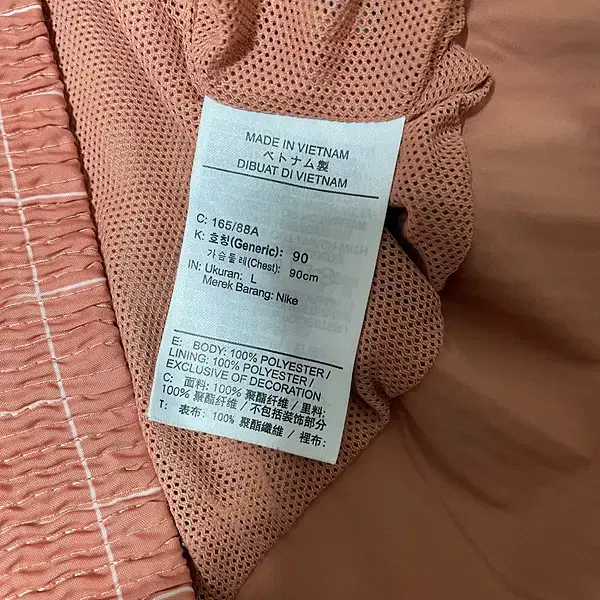 MADE IN VIETNAM
ベトナム製
DIBUAT DI VIETNAM
C: 165/88A
K: 호칭(Generic): 90
가슴둘레(Chest): 90cm
IN: Ukuran: L
Merek Barang: Nike
E: BODY: 100% POLYESTER /
LINING: 100% POLYESTER /
EXCLUSIVE OF DECORATION
C: 面料: 100% 聚酯纤维 / 里料:
100% 聚酯纤维 / 不包括装饰部分
T: 表布: 100% 聚酯纖維 / 裡布: